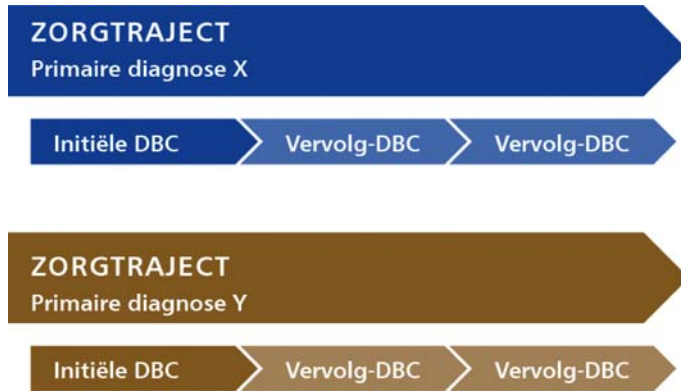 ZORGTRAJECT
Primaire diagnose X
Initiële DBC
Vervolg-DBC
Vervolg-DBC
ZORGTRAJECT
Primaire diagnose Y
Initiële DBC
Vervolg-DBC
Vervolg-DBC